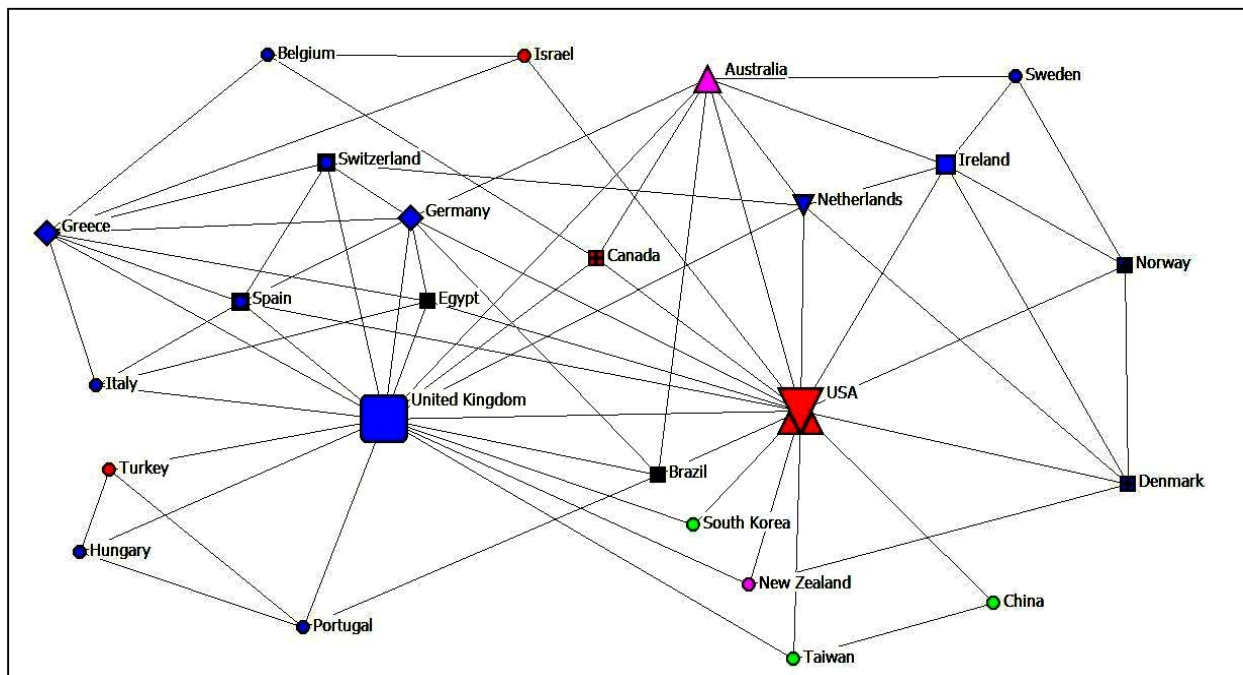 Belgium
Israel
Australia
Sweden
Switzerland
Ireland
Netherlands
Germany
Greece
Canada
Norway
Spain
Egypt
Italy
United Kingdom
USA
Turkey
Brazil
Denmark
South Korea
Hungary
New Zealand
China
Portugal
Taiwan